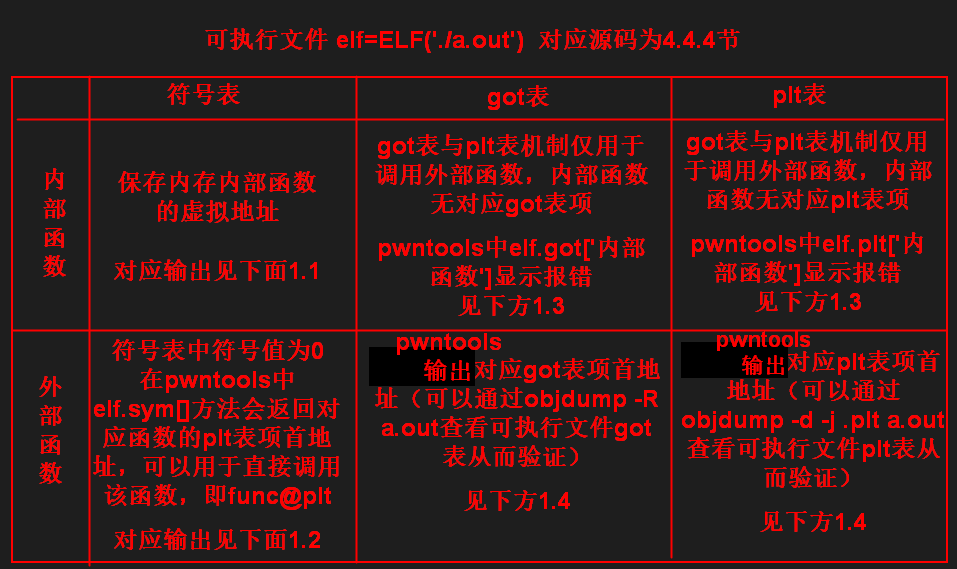 可执行文件 elf=ELF('./a.out') 对应源码为4.4.4节
符号表
got表
plt表
内
部
函
数
保存内存内部函数
的虚拟地址
对应输出见下面1.1
got表与plt表机制仅用于
调用外部函数，内部函数
无对应got表项
pwntools中elf.got['内部
函数']显示报错
见下方1.3
got表与plt表机制仅用
于调用外部函数，内部
函数无对应plt表项
pwntools中elf.plt['内
部函数']显示报错
见下方1.3
外
部
函
数
符号表中符号值为0
在pwntools中
elf.sym[]方法会返回对
应函数的plt表项首地
址，可以用于直接调用
该函数，即func@plt
对应输出见下面1.2
pwntools
输出对应got表项首地
址（可以通过objdump -R
a.out查看可执行文件got
表从而验证）
见下方1.4
pwntools
输出对应plt表项首
地址（可以通过
objdump -d -j .plt a.out
查看可执行文件plt表从
而验证）
见下方1.4